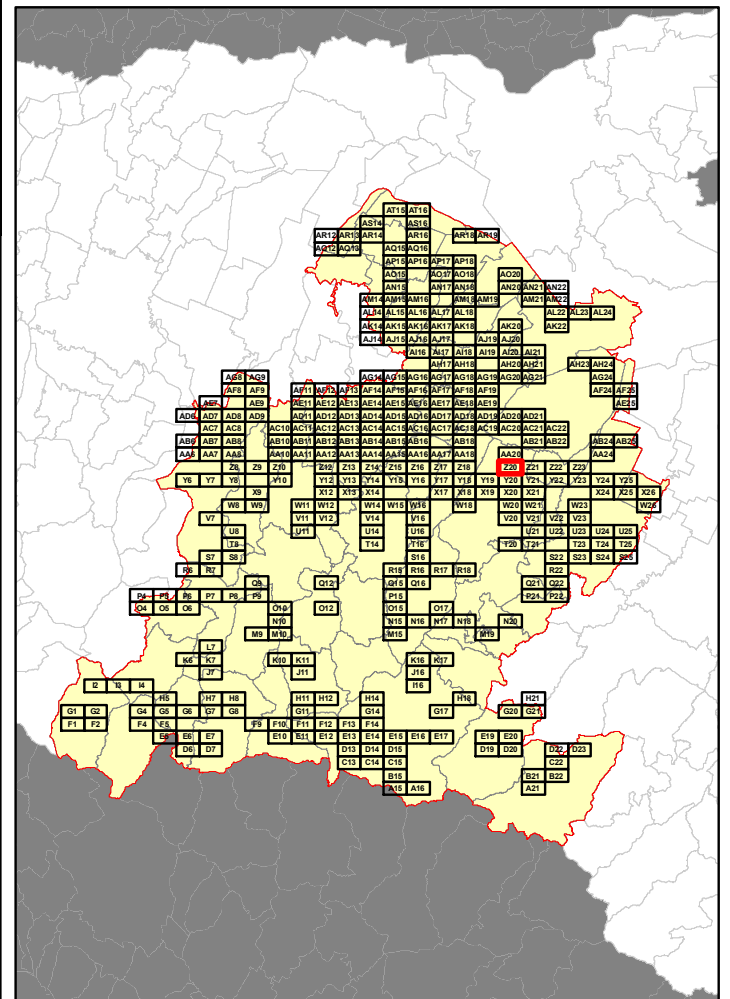 AT15 AT16
AS14 AS16
AR12 AR13 AR14 AR16 AR18 AR19
AQ12 AQ13 AQ15 AQ16
AP15 AP16 AP17 AP18
AO15 AO17 AO18 AO20
AN15 AN17 AN18 AN20 AN21 AN22
AM14 AM15 AM16 AM18 AM19 AM21 AM22
AL14 AL15 AL16 AL17 AL18 AL22 AL23 AL24
AK14 AK15 AK16 AK17 AK18 AK20 AK22
AJ14 AJ15 AJ16 AJ17 AJ19 AJ20
AI16 AI17 AI18 AI19 AI20 AI21
AH17 AH18 AH20 AH21 AH23 AH24
AG8 AG9 AG14 AG15 AG16 AG17 AG18 AG19 AG20 AG21 AG24
AF8 AF9 AF11 AF12 AF13 AF14 AF15 AF16 AF17 AF18 AF19 AF24 AF25
AE7 AE9 AE11 AE12 AE13 AE14 AE15 AE16 AE17 AE18 AE19 AE25
AD6 AD7 AD8 AD9 AD11 AD12 AD13 AD14 AD15 AD16 AD17 AD18 AD19 AD20 AD21
AC7 AC8 AC10 AC11 AC12 AC13 AC14 AC15 AC16 AC17 AC18 AC19 AC20 AC21 AC22
AB6 AB7 AB8 AB10 AB11 AB12 AB13 AB14 AB15 AB16 AB18 AB21 AB22 AB24 AB25
AA6 AA7 AA8 AA10 AA11 AA12 AA13 AA14 AA15 AA16 AA17 AA18 AA20 AA24
Z8 Z9 Z10 Z12 Z13 Z14 Z15 Z16 Z17 Z18 Z20 Z21 Z22 Z23
Y6 Y7 Y8 Y10 Y12 Y13 Y14 Y15 Y16 Y17 Y18 Y19 Y20 Y21 Y22 Y23 Y24 Y25
X9 X12 X13 X14 X17 X18 X19 X20 X21 X24 X25 X26
W8 W9 W11 W12 W14 W15 W16 W18 W20 W21 W23 W26
V7 V11 V12 V14 V16 V20 V21 V22 V23
U8 U11 U14 U16 U21 U22 U23 U24 U25
T8 T14 T16 T20 T21 T23 T24 T25
S7 S8 S16 S22 S23 S24 S25
R6 R7 R15 R16 R17 R18 R22
Q9 Q12 Q15 Q16 Q21 Q22
P4 P5 P6 P7 P8 P9 P15 P21 P22
O4 O5 O6 O10 O12 O15 O17
N10 N15 N16 N17 N18 N20
M9 M10 M15 M19
L7
K6 K7 K10 K11 K16 K17
J7 J11 J16
I2 I3 I4 I16
H5 H7 H8 H11 H12 H14 H18 H21
G1 G2 G4 G5 G6 G7 G8 G11 G14 G17 G20 G21
F1 F2 F4 F5 F9 F10 F11 F12 F13 F14
E5 E6 E7 E10 E11 E12 E13 E14 E15 E16 E17 E19 E20
D6 D7 D13 D14 D15 D19 D20 D22 D23
C13 C14 C15 C22
B15 B21 B22
A15 A16 A21